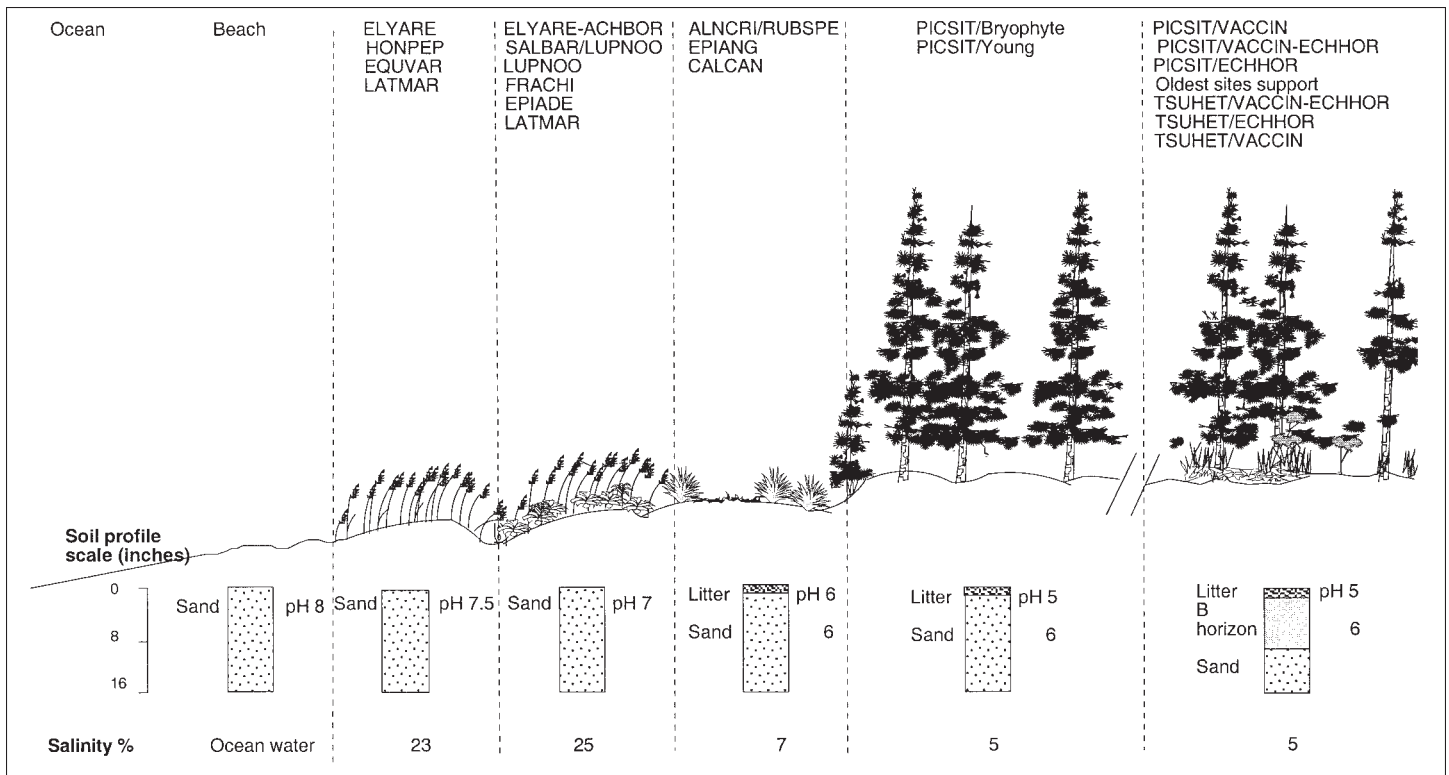 Ocean
Beach
ELYARE
HONPEP
EQUVAR
LATMAR
ELYARE-ACHBOR
SALBAR/LUPNOO
LUPNOO
FRACHI
EPIADE
LATMAR
ALNCRI/RUBSPE
EPIANG
CALCAN
PICSIT/Bryophyte
PICSIT/Young
PICSIT/VACCIN
PICSIT/VACCIN-ECHHOR
PICSIT/ECHHOR
Oldest sites support
TSUHET/VACCIN-ECHHOR
TSUHET/ECHHOR
TSUHET/VACCIN
Soil profile
scale (inches)
0
8
16
Sand
pH 8
Sand
pH 7.5
Sand
pH 7
Litter
pH 6
Sand
6
Litter
pH 5
Sand
6
Litter
pH 5
B
horizon
6
Sand
Salinity %
Ocean water
23
25
7
5
5